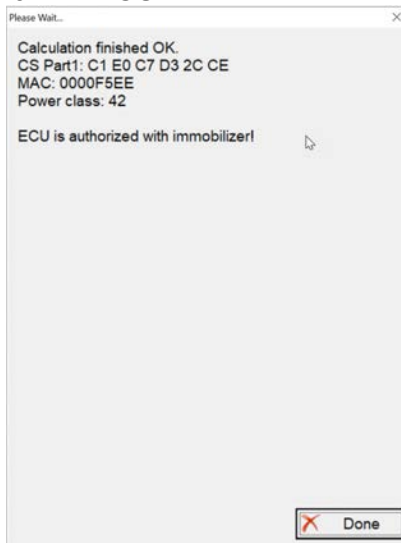 Please Wait...
Calculation finished OK.
CS Part1: C1 E0 C7 D3 2C CE
MAC: 0000F5EE
Power class: 42
ECU is authorized with immobilizer!
Done